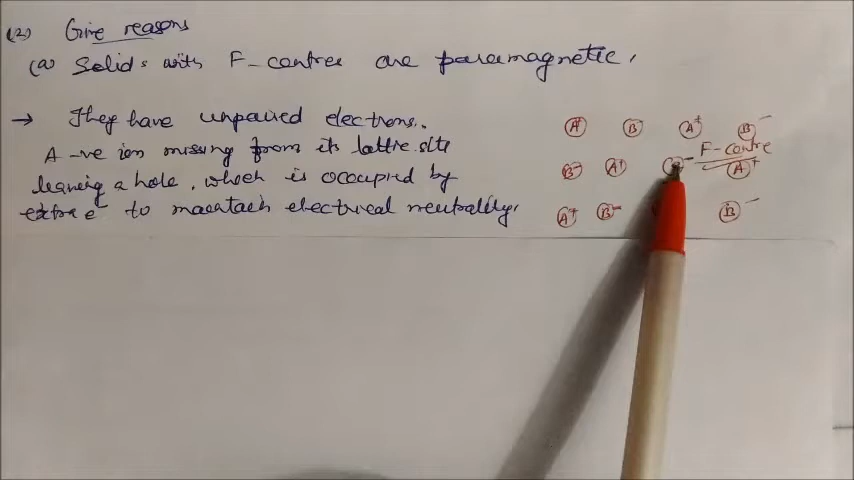 (2) Give reasons
(a) Solids with F-centre are paramagnetic.
→ They have unpaired electrons.
A -ve ion missing from its lattice site
leaving a hole, which is occupied by
extra e⁻ to maintain electrical neutrality.
A⁺ B A⁺ B⁻
F-centre
B⁻ A⁺ e⁻ A⁺
A⁺ B⁻ B⁻